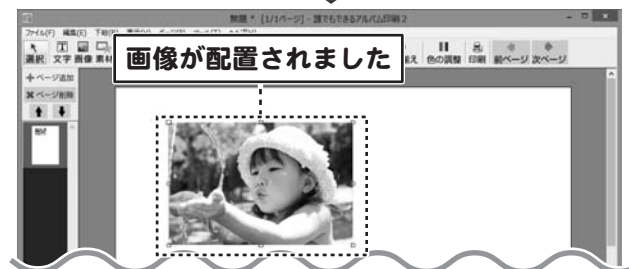 無題 * [1/1ページ] - 誰でもできるアルバム印刷2
ファイル(F) 編集(E)
画像が配置されました
選択 文字 画像 素材
色の調整 印刷 前ページ 次ページ
ページ追加
ページ削除